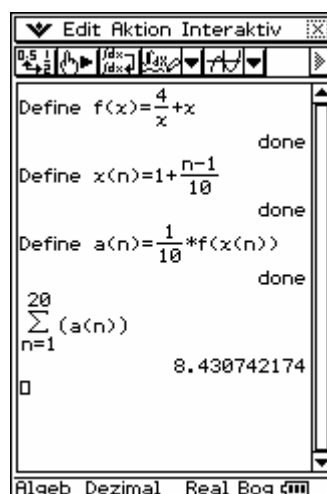 Edit Aktion Interaktiv
Define f(x)=4/x+x
done
Define x(n)=1+(n-1)/10
done
Define a(n)=1/10*f(x(n))
done
20
Σ(a(n))
n=1
8.430742174
Algeb Dezimal Real Bog